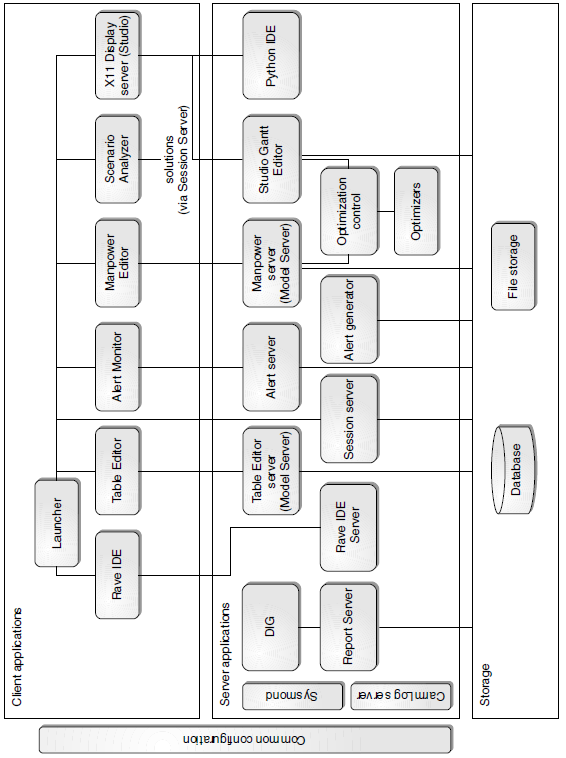 Common configuration
Client applications
Launcher
Rave IDE
Table Editor
Alert Monitor
Manpower
Editor
Scenario
Analyzer
X11 Display
server (Studio)
solutions
(via Session Server)
Server applications
Sysmond
CarmLog server
DIG
Report Server
Rave IDE
Server
Table Editor
server
(Model Server)
Session server
Alert server
Alert generator
Manpower
server
(Model Server)
Optimization
control
Optimizers
Studio Gantt
Editor
Python IDE
Storage
Database
File storage